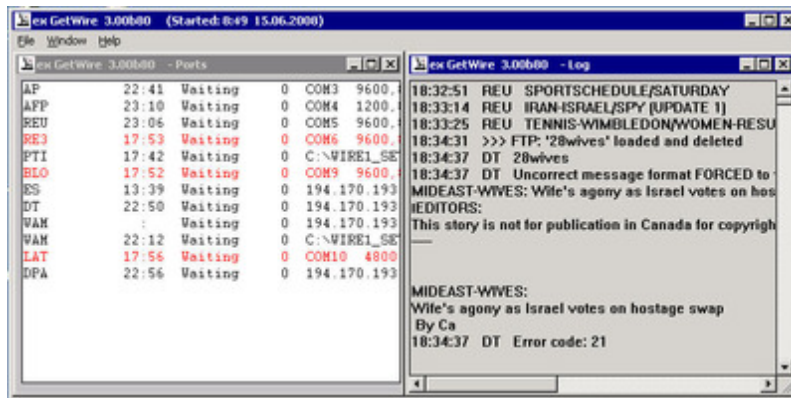 ex GetWire 3.00b80 (Started: 8:49 15.06.2008)
File Window Help
ex GetWire 3.00b80 - Ports
AP 22:41 Waiting 0 COM3 9600,
AFP 23:10 Waiting 0 COM4 1200,
REU 23:06 Waiting 0 COM5 9600,
RE3 17:53 Waiting 0 COM6 9600,
PTI 17:42 Waiting 0 C:\WIRE1_SE
BLO 17:52 Waiting 0 COM9 9600,
ES 13:39 Waiting 0 194.170.193
DT 22:50 Waiting 0 194.170.193
WAM : Waiting 0 194.170.193
WAM 22:12 Waiting 0 C:\WIRE1_SE
LAT 17:56 Waiting 0 COM10 4800
DPA 22:56 Waiting 0 194.170.193
ex GetWire 3.00b80 - Log
18:32:51 REU SPORTSCHEDULE/SATURDAY
18:33:14 REU IRAN-ISRAEL/SPY (UPDATE 1)
18:33:25 REU TENNIS-WIMBLEDON/WOMEN-RESU
18:34:31 >>> FTP: '28wives' loaded and deleted
18:34:37 DT 28wives
18:34:37 DT Uncorrect message format FORCED to
MIDEAST-WIVES: Wife's agony as Israel votes on hos
EDITORS:
This story is not for publication in Canada for copyrigh
MIDEAST-WIVES:
Wife's agony as Israel votes on hostage swap
By Ca
18:34:37 DT Error code: 21